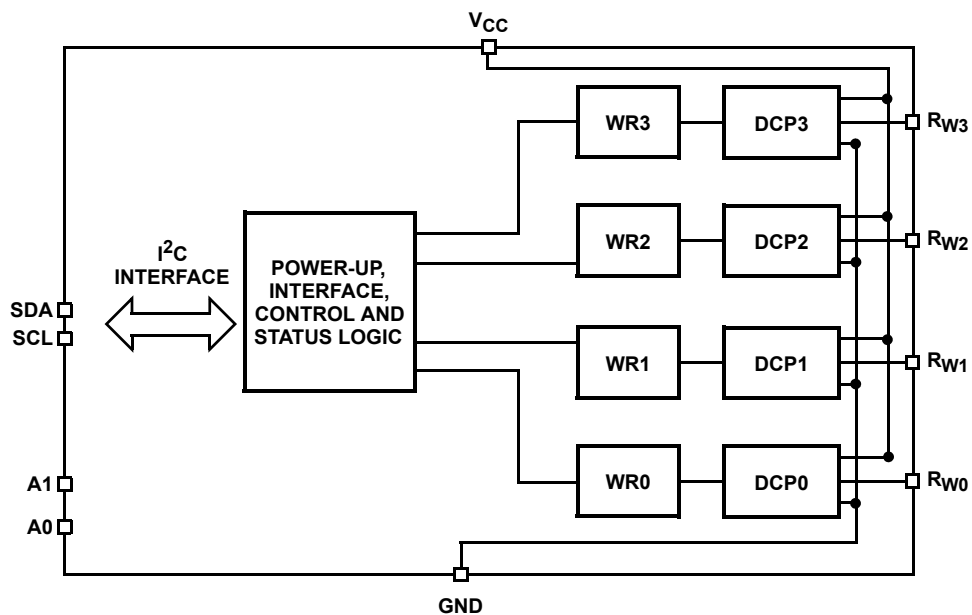 VCC
WR3
DCP3
RW3
WR2
DCP2
RW2
I²C
INTERFACE
POWER-UP,
INTERFACE,
CONTROL AND
STATUS LOGIC
SDA
SCL
WR1
DCP1
RW1
A1
WR0
DCP0
RW0
A0
GND